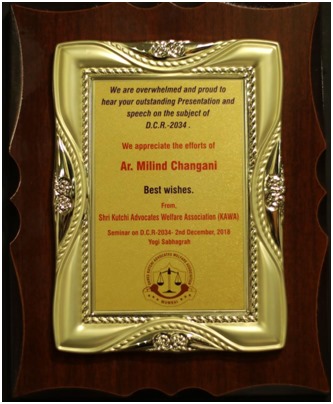 We are overwhelmed and proud to
hear your outstanding Presentation and
speech on the subject of
D.C.R.-2034 .
We appreciate the efforts of
Ar. Milind Changani
Best wishes.
From,
Shri Kutchi Advocates Welfare Association (KAWA)
Seminar on D.C.R-2034- 2nd December, 2018
Yogi Sabhagrah
MUMBAI